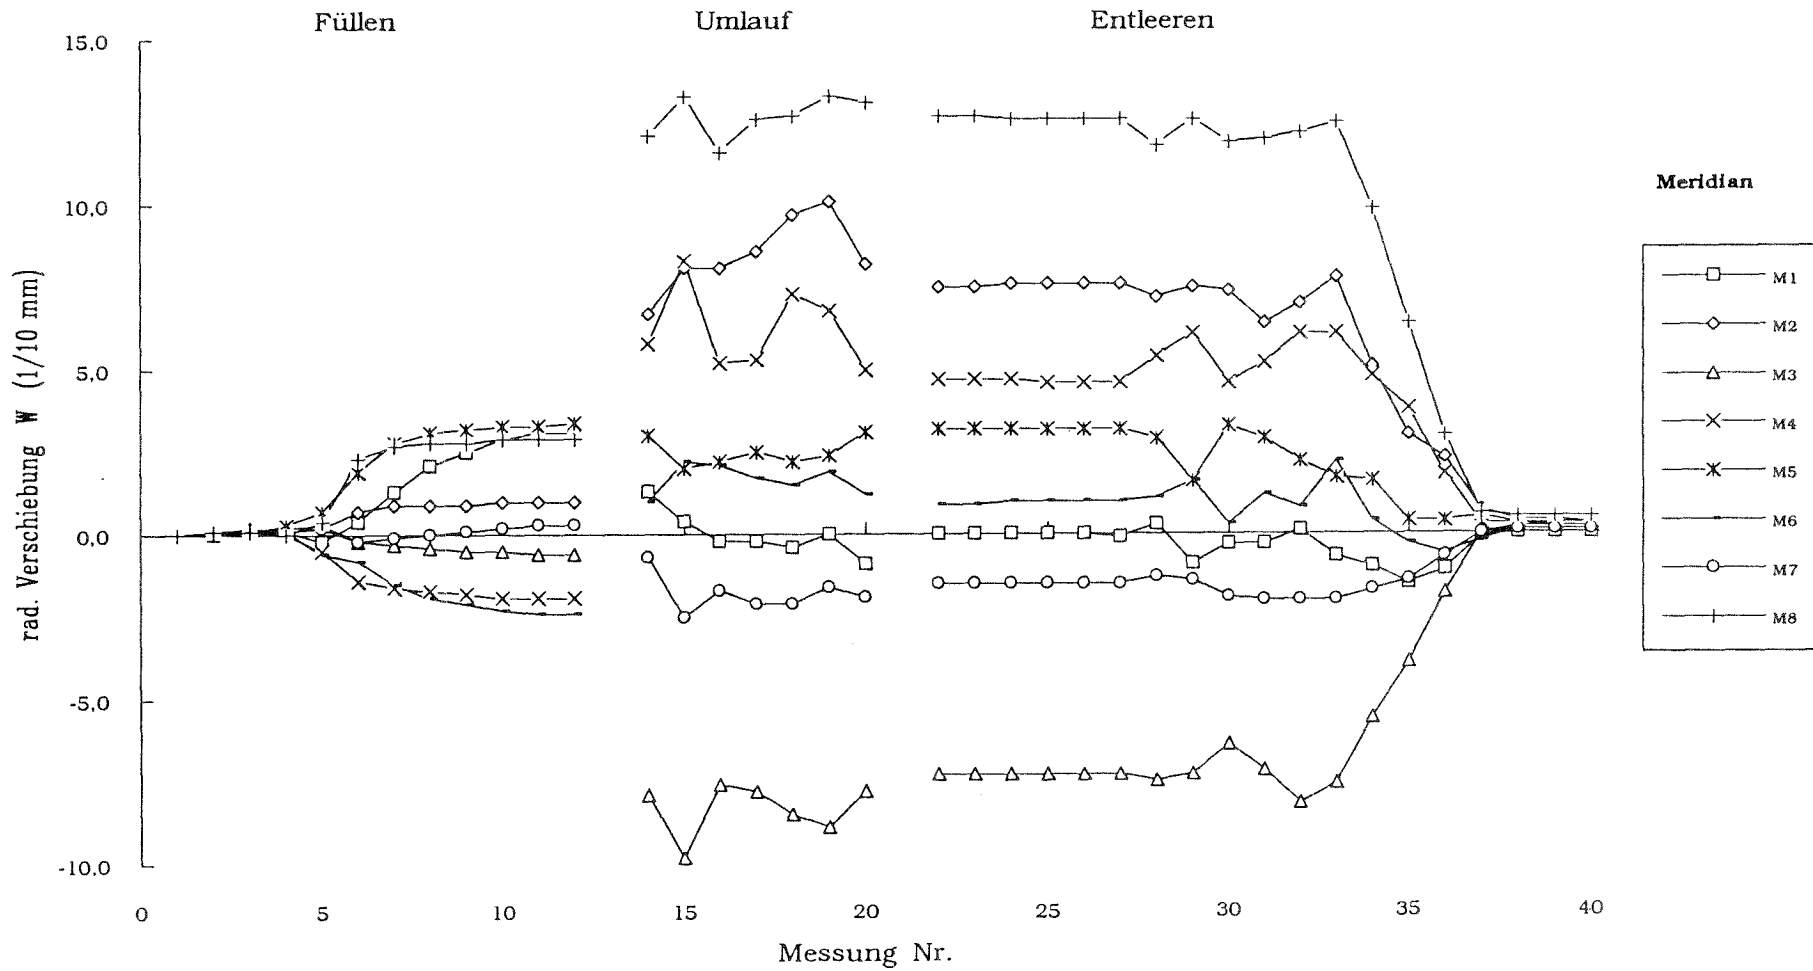 Füllen Umlauf Entleeren
15,0
10,0
5,0
0,0
-5,0
-10,0
rad. Verschiebung W (1/10 mm)
0 5 10 15 20 25 30 35 40
Messung Nr.
Meridian
M1
M2
M3
M4
M5
M6
M7
M8